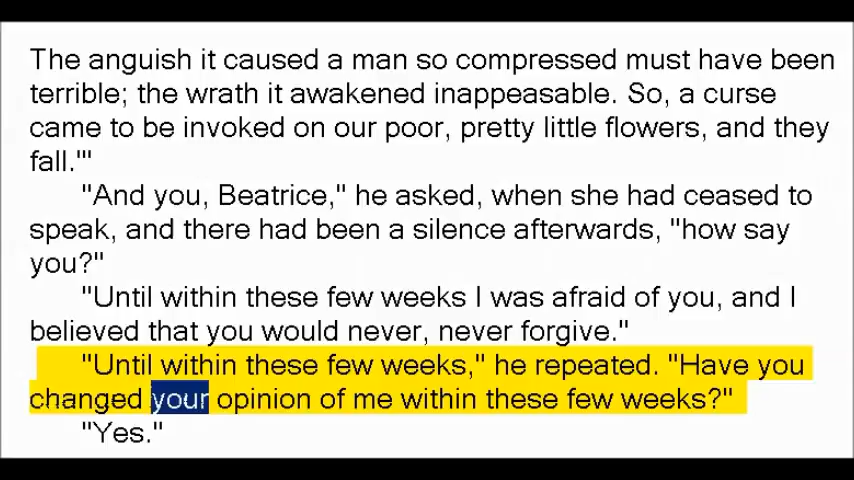 The anguish it caused a man so compressed must have been
terrible; the wrath it awakened inappeasable. So, a curse
came to be invoked on our poor, pretty little flowers, and they
fall.'"
"And you, Beatrice," he asked, when she had ceased to
speak, and there had been a silence afterwards, "how say
you?"
"Until within these few weeks I was afraid of you, and I
believed that you would never, never forgive."
"Until within these few weeks," he repeated. "Have you
changed your opinion of me within these few weeks?"
"Yes."